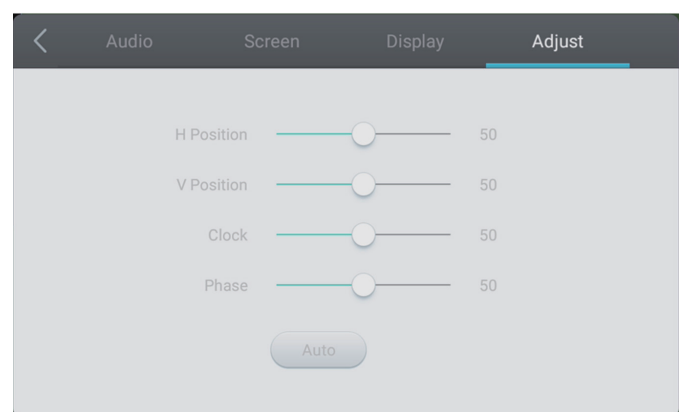 Audio Screen Display Adjust
H Position 50
V Position 50
Clock 50
Phase 50
Auto